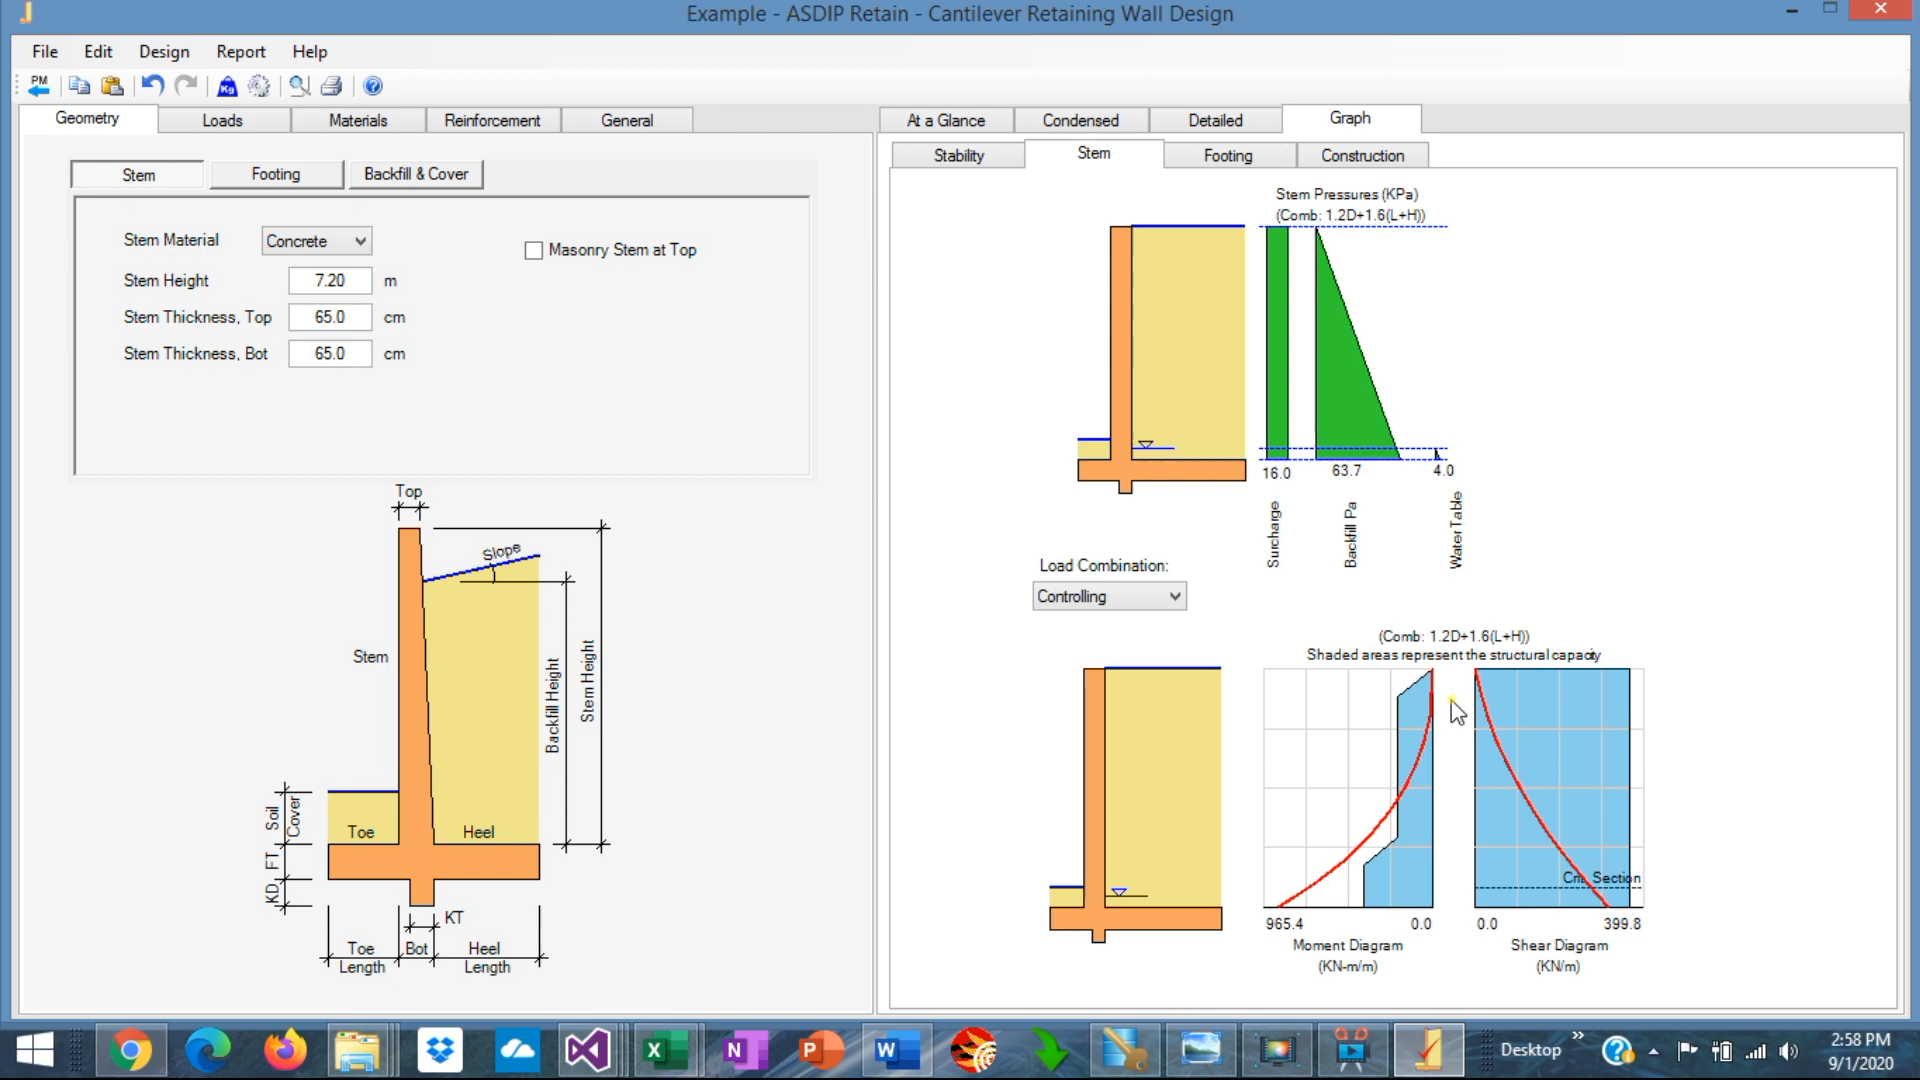 Example - ASDIP Retain - Cantilever Retaining Wall Design
File Edit Design Report Help
PM
Kg
Geometry Loads Materials Reinforcement General
At a Glance Condensed Detailed Graph
Stability Stem Footing Construction
Stem Footing Backfill & Cover
Stem Material Concrete
Masonry Stem at Top
Stem Height 7.20 m
Stem Thickness, Top 65.0 cm
Stem Thickness, Bot 65.0 cm
Top
Slope
Stem
Backfill Height
Stem Height
Soil
Cover
Toe Heel
FT
KD
KT
Toe Bot Heel
Length Length
Stem Pressures (KPa)
(Comb: 1.2D+1.6(L+H))
16.0 63.7 4.0
Surcharge
Backfill Pa
Water Table
Load Combination:
Controlling
(Comb: 1.2D+1.6(L+H))
Shaded areas represent the structural capacity
Crit. Section
965.4 0.0 0.0 399.8
Moment Diagram Shear Diagram
(KN-m/m) (KN/m)
X N P W
Desktop
2:58 PM
9/1/2020